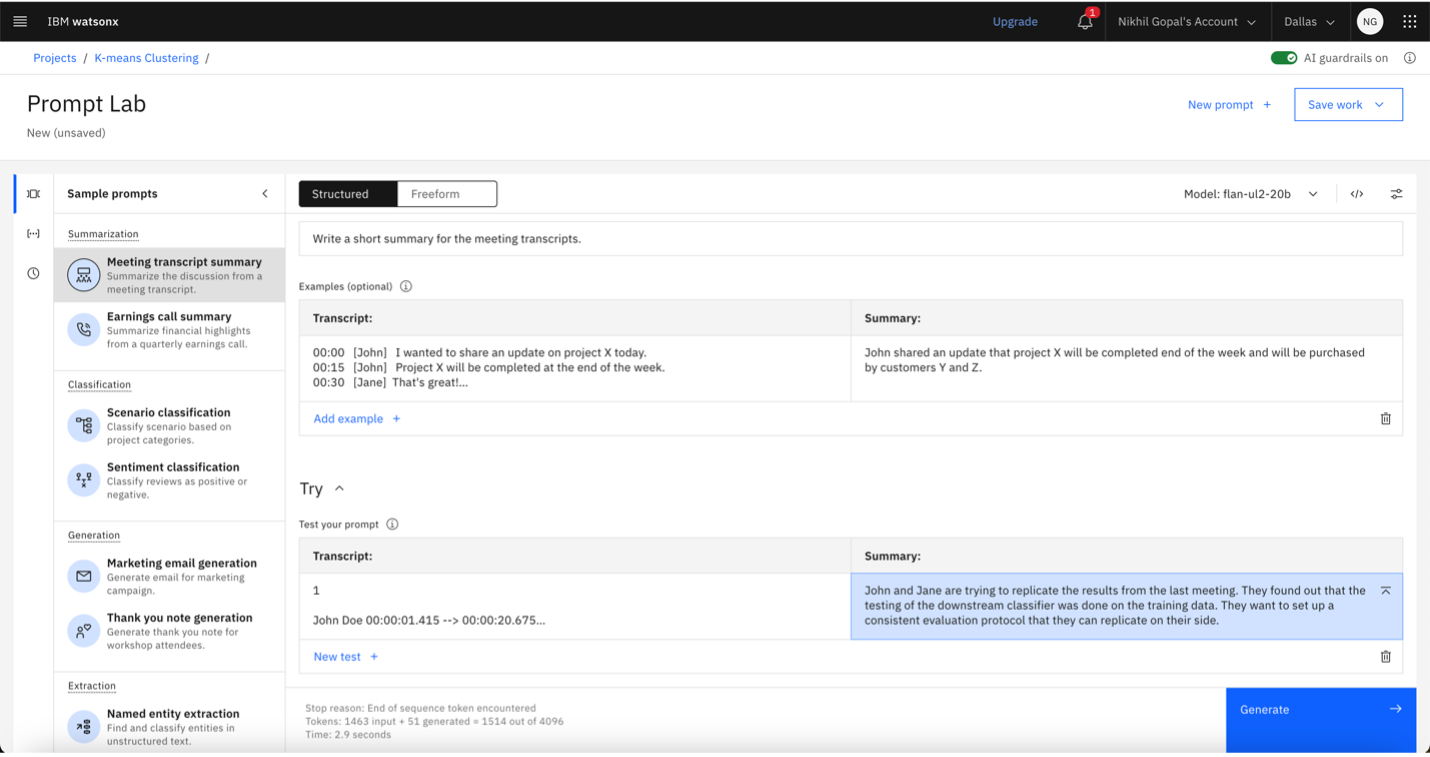 IBM watsonx
Upgrade
1
Nikhil Gopal's Account
Dallas
NG
Projects / K-means Clustering /
AI guardrails on
Prompt Lab
New (unsaved)
New prompt +
Save work
Sample prompts
Structured
Freeform
Model: flan-ul2-20b
</>
Summarization
Meeting transcript summary
Summarize the discussion from a
meeting transcript.
Earnings call summary
Summarize financial highlights
from a quarterly earnings call.
Classification
Scenario classification
Classify scenario based on
project categories.
Sentiment classification
Classify reviews as positive or
negative.
Generation
Marketing email generation
Generate email for marketing
campaign.
Thank you note generation
Generate thank you note for
workshop attendees.
Extraction
Named entity extraction
Find and classify entities in
unstructured text.
Write a short summary for the meeting transcripts.
Examples (optional)
Transcript:
Summary:
00:00 [John] I wanted to share an update on project X today.
00:15 [John] Project X will be completed at the end of the week.
00:30 [Jane] That's great!...
John shared an update that project X will be completed end of the week and will be purchased
by customers Y and Z.
Add example +
Try
Test your prompt
Transcript:
Summary:
1
John Doe 00:00:01.415 --> 00:00:20.675...
John and Jane are trying to replicate the results from the last meeting. They found out that the
testing of the downstream classifier was done on the training data. They want to set up a
consistent evaluation protocol that they can replicate on their side.
New test +
Stop reason: End of sequence token encountered
Tokens: 1463 input + 51 generated = 1514 out of 4096
Time: 2.9 seconds
Generate